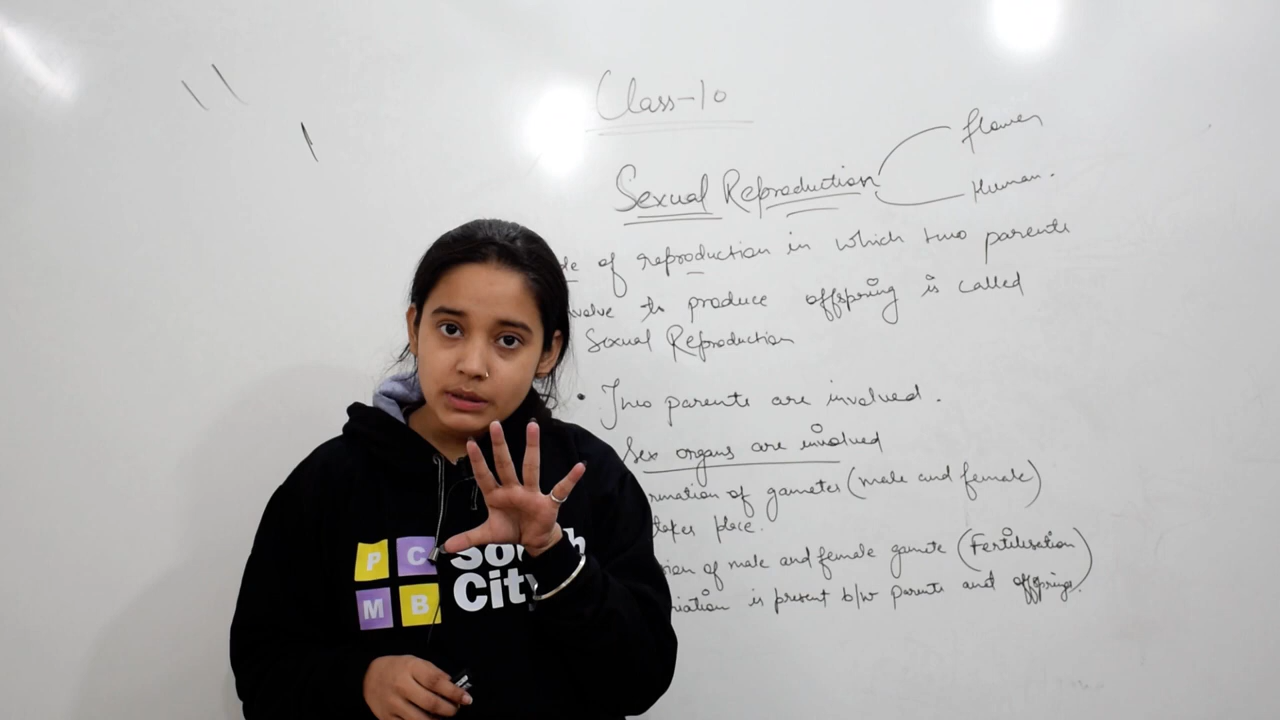 Class-10
Sexual Reproduction
flower
Human.
of reproduction in which two parents
to produce offspring is called
Sexual Reproduction
• Two parents are involved.
Sex organs are involved
of gametes (male and female)
takes place.
of male and female gamete (Fertilisation)
is present b/w parents and offsprings.
P C
M B
South
City